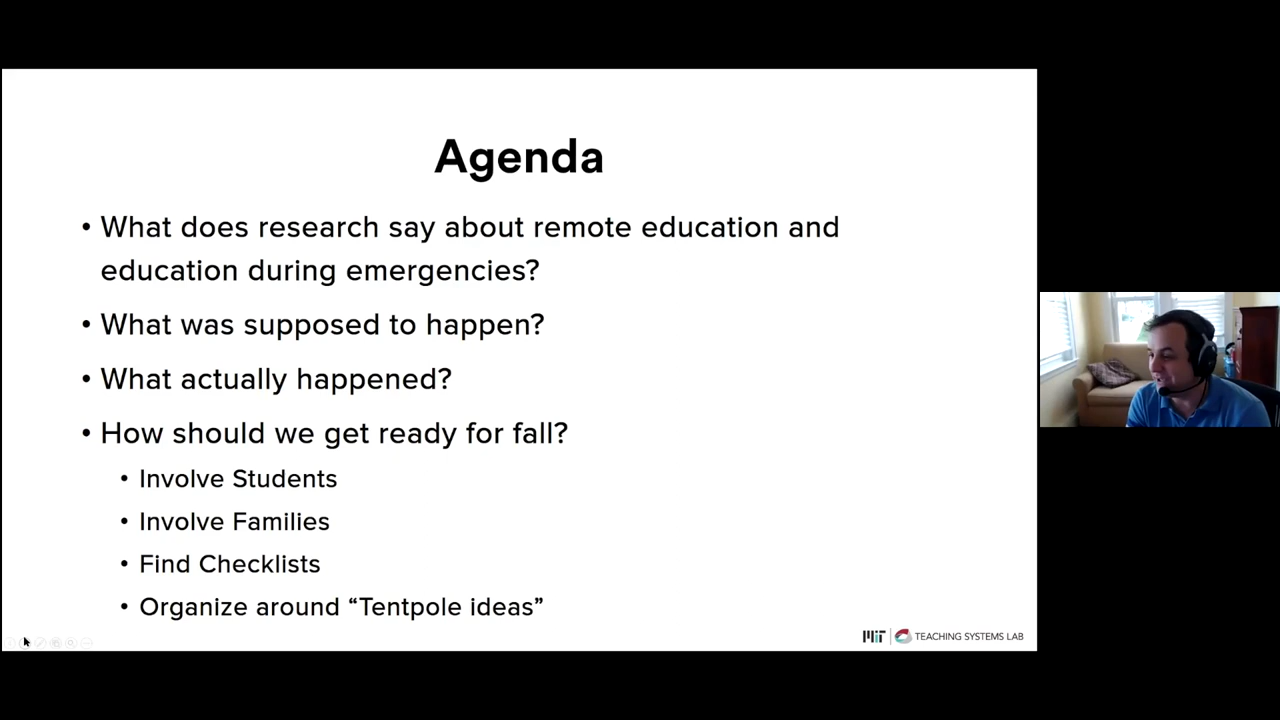 Agenda
• What does research say about remote education and
education during emergencies?
• What was supposed to happen?
• What actually happened?
• How should we get ready for fall?
• Involve Students
• Involve Families
• Find Checklists
• Organize around “Tentpole ideas”
MIT TEACHING SYSTEMS LAB